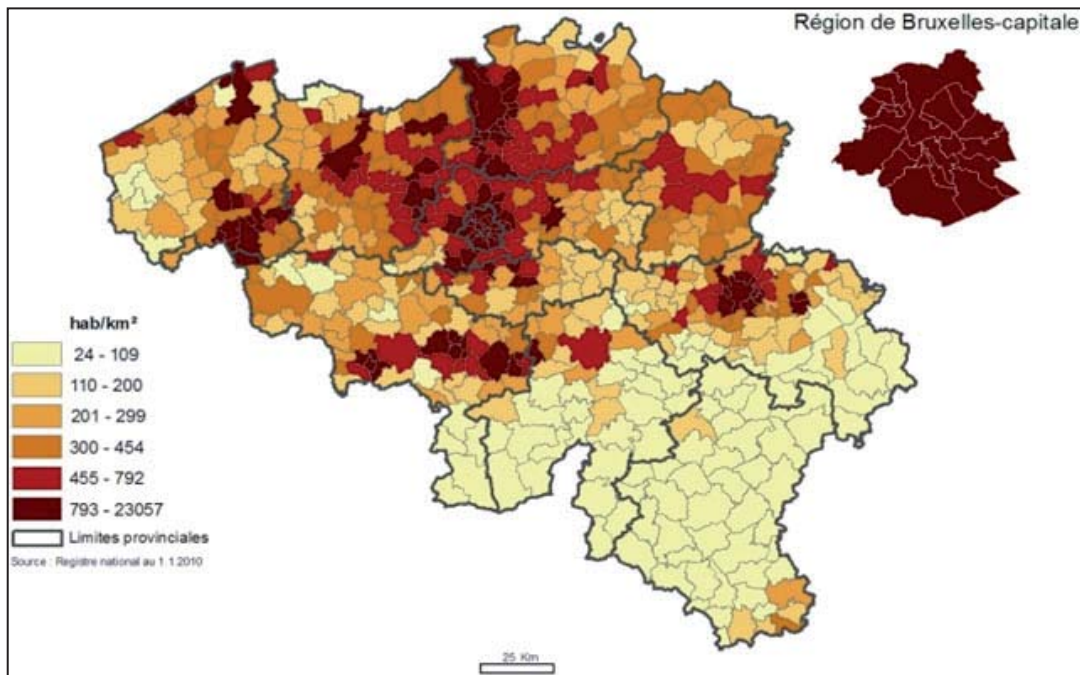 Région de Bruxelles-capitale
hab/km²
24 - 109
110 - 200
201 - 299
300 - 454
455 - 792
793 - 23057
Limites provinciales
Source : Registre national au 1.1.2010
25 Km